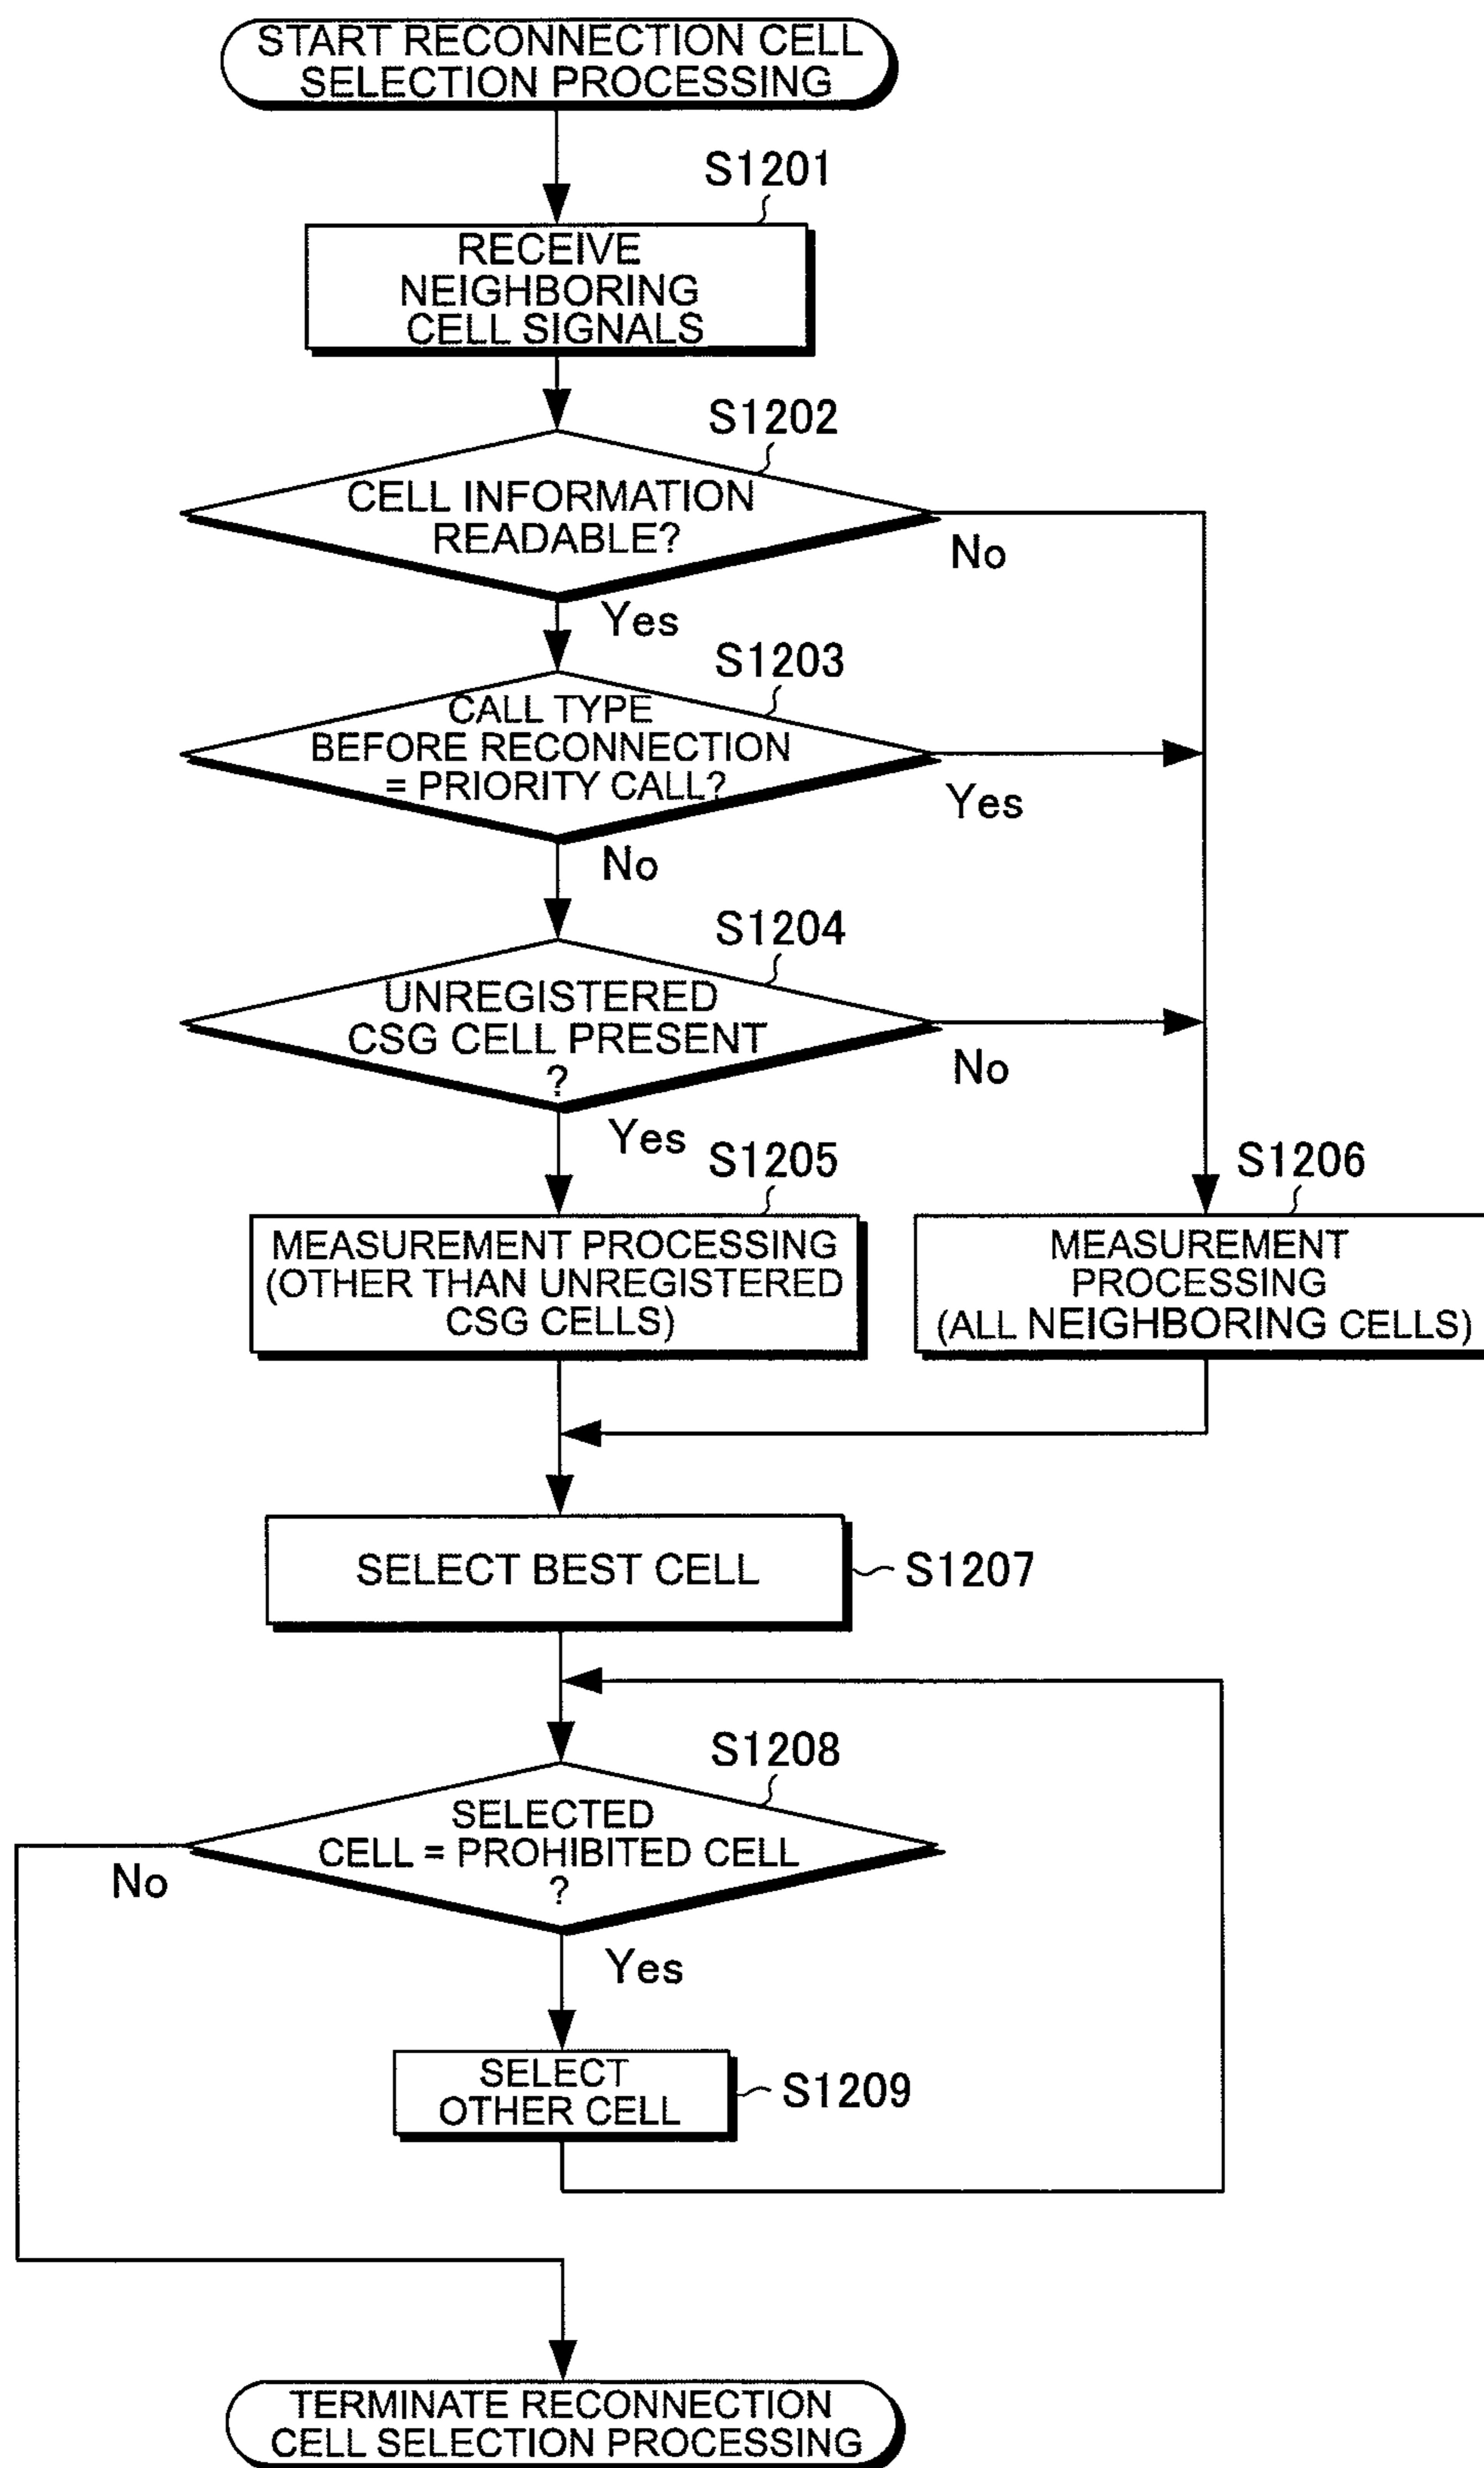 START RECONNECTION CELL
SELECTION PROCESSING
S1201
RECEIVE
NEIGHBORING
CELL SIGNALS
S1202
CELL INFORMATION
READABLE?
No
Yes
S1203
CALL TYPE
BEFORE RECONNECTION
= PRIORITY CALL?
Yes
No
S1204
UNREGISTERED
CSG CELL PRESENT
?
No
Yes
S1205
MEASUREMENT PROCESSING
(OTHER THAN UNREGISTERED
CSG CELLS)
S1206
MEASUREMENT
PROCESSING
(ALL NEIGHBORING CELLS)
SELECT BEST CELL
S1207
S1208
SELECTED
CELL = PROHIBITED CELL
?
No
Yes
SELECT
OTHER CELL
S1209
TERMINATE RECONNECTION
CELL SELECTION PROCESSING